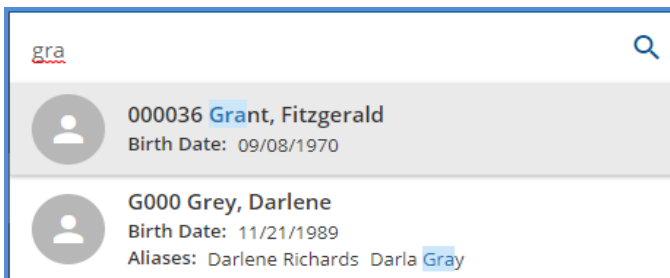 gra
000036 Grant, Fitzgerald
Birth Date: 09/08/1970
G000 Grey, Darlene
Birth Date: 11/21/1989
Aliases: Darlene Richards Darla Gray